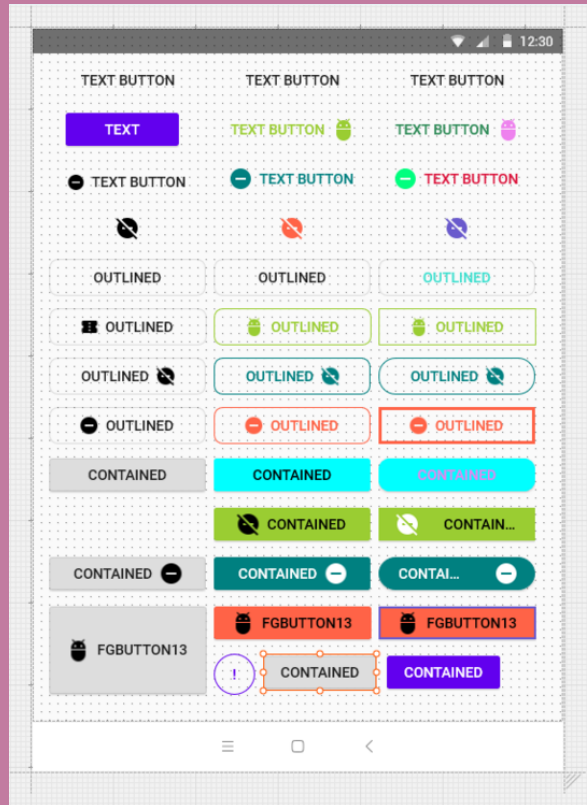 12:30
TEXT BUTTON TEXT BUTTON TEXT BUTTON
TEXT TEXT BUTTON TEXT BUTTON
TEXT BUTTON TEXT BUTTON TEXT BUTTON
OUTLINED OUTLINED OUTLINED
OUTLINED OUTLINED OUTLINED
OUTLINED OUTLINED OUTLINED
OUTLINED OUTLINED OUTLINED
CONTAINED CONTAINED CONTAINED
CONTAINED CONTAIN...
CONTAINED CONTAINED CONTAI...
FGBUTTON13 FGBUTTON13
FGBUTTON13
! CONTAINED CONTAINED